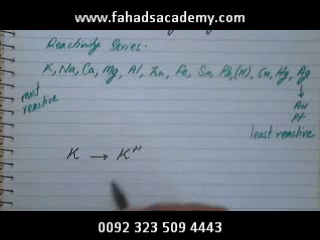 www.fahadsacademy.com
Reactivity Series.
K, Na, Ca, Mg, Al, Zn, Fe, Sn, Pb, (H), Cu, Hg, Ag
↓
Au
Pt
most reactive
least reactive
K → K⁺¹
0092 323 509 4443